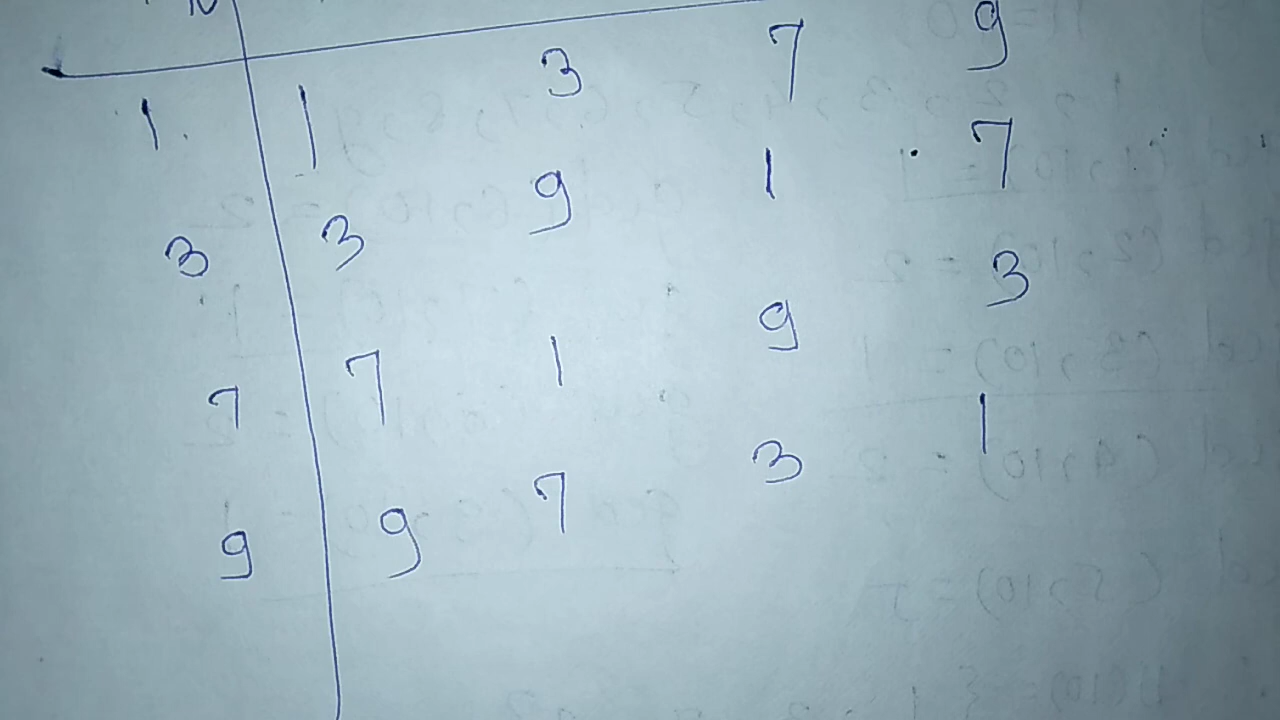 1 1 3 7 9
3 3 9 1 7
7 7 1 9 3
9 9 7 3 1